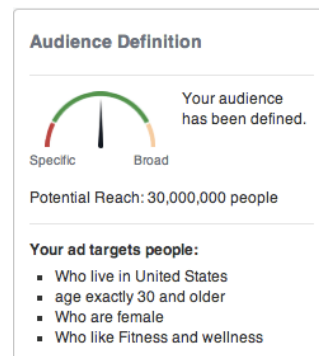 Audience Definition
Your audience
has been defined.
Specific
Broad
Potential Reach: 30,000,000 people
Your ad targets people:
Who live in United States
age exactly 30 and older
Who are female
Who like Fitness and wellness